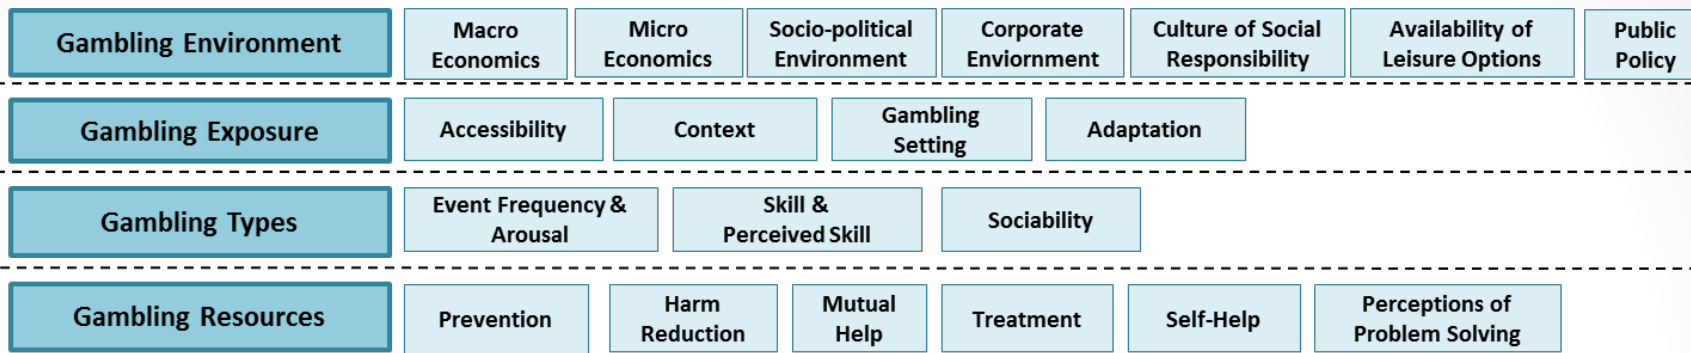 Gambling Environment
Macro
Economics
Micro
Economics
Socio-political
Environment
Corporate
Enviornment
Culture of Social
Responsibility
Availability of
Leisure Options
Public
Policy
Gambling Exposure
Accessibility
Context
Gambling
Setting
Adaptation
Gambling Types
Event Frequency &
Arousal
Skill &
Perceived Skill
Sociability
Gambling Resources
Prevention
Harm
Reduction
Mutual
Help
Treatment
Self-Help
Perceptions of
Problem Solving